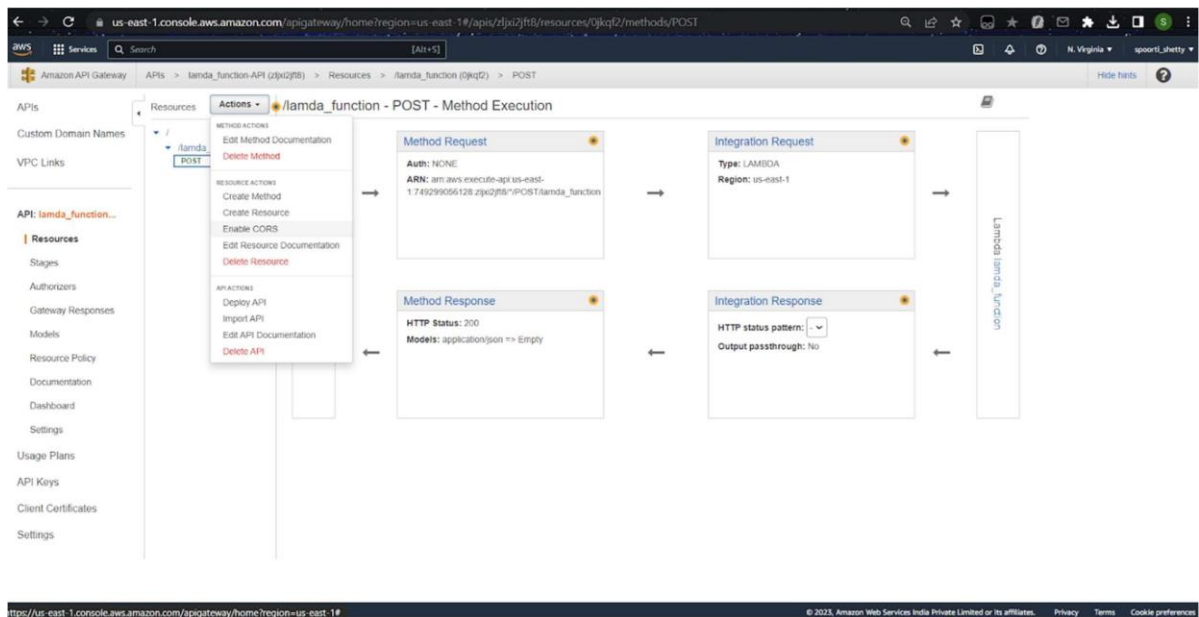 us-east-1.console.aws.amazon.com/apigateway/home?region=us-east-1#/apis/zljxi2jft8/resources/0jkqf2/methods/POST
aws Services Search [Alt+S] N. Virginia spoorti_shetty
Amazon API Gateway APIs > lamda_function-API (zljxi2jft8) > Resources > /lamda_function (0jkqf2) > POST Hide hints
APIs
Custom Domain Names
VPC Links
API: lamda_function...
Resources
Stages
Authorizers
Gateway Responses
Models
Resource Policy
Documentation
Dashboard
Settings
Usage Plans
API Keys
Client Certificates
Settings
Resources Actions
/
/lamda_
POST
METHOD ACTIONS
Edit Method Documentation
Delete Method
RESOURCE ACTIONS
Create Method
Create Resource
Enable CORS
Edit Resource Documentation
Delete Resource
API ACTIONS
Deploy API
Import API
Edit API Documentation
Delete API
/lamda_function - POST - Method Execution
Method Request
Auth: NONE
ARN: arn:aws:execute-api:us-east-
1:749299056128:zljxi2jft8/*/POST/lamda_function
Integration Request
Type: LAMBDA
Region: us-east-1
Lambda lamda_function
Method Response
HTTP Status: 200
Models: application/json => Empty
Integration Response
HTTP status pattern: -
Output passthrough: No
ttps://us-east-1.console.aws.amazon.com/apigateway/home?region=us-east-1#
© 2023, Amazon Web Services India Private Limited or its affiliates. Privacy Terms Cookie preferences